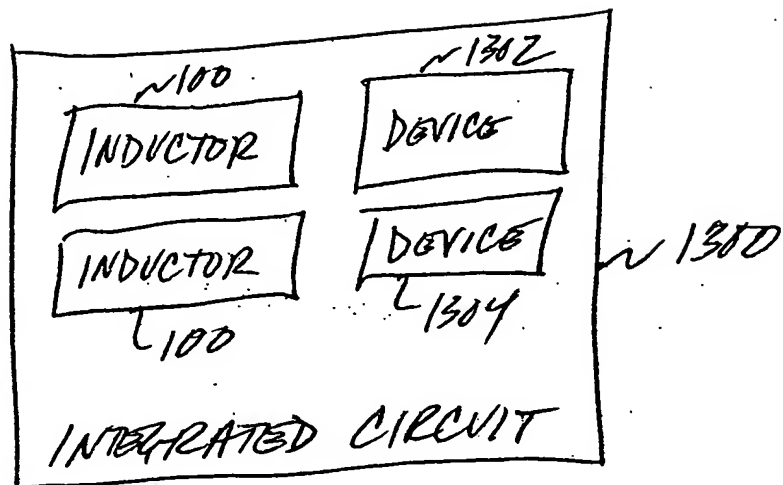 100 1302
INDUCTOR DEVICE
INDUCTOR DEVICE 1300
100 1304
INTEGRATED CIRCUIT